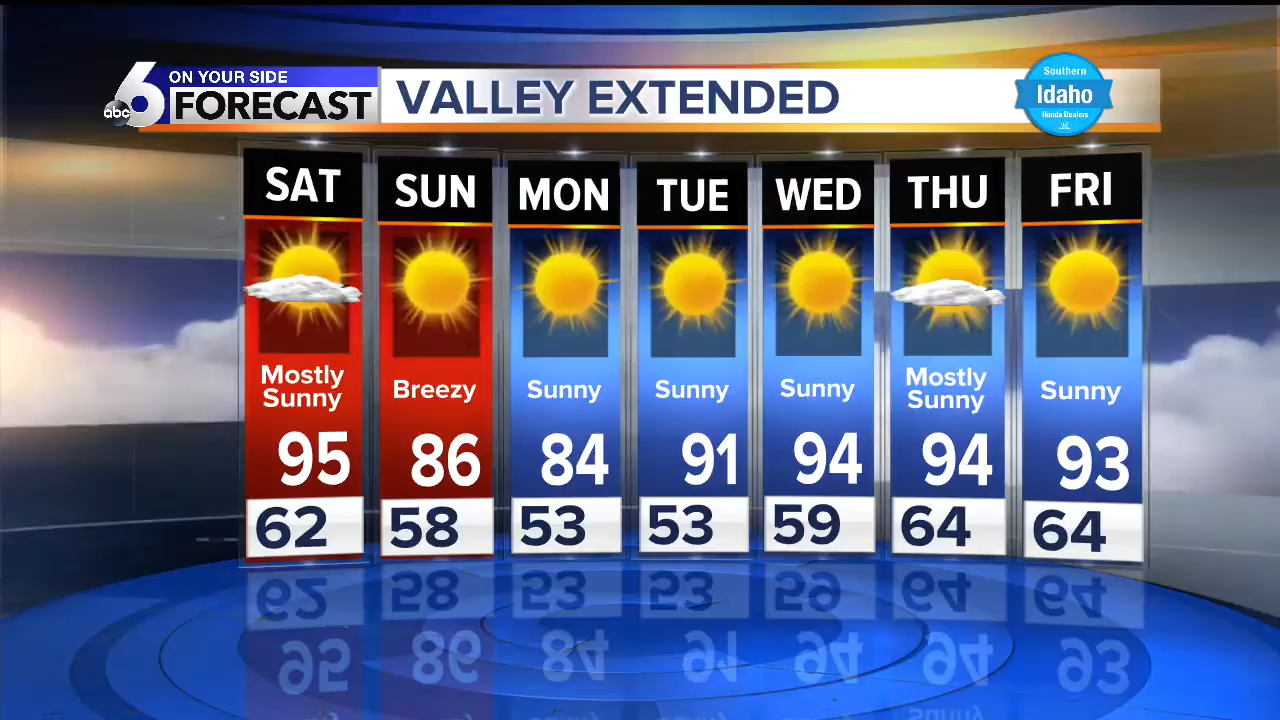 abc 6
ON YOUR SIDE
FORECAST
VALLEY EXTENDED
Southern
Idaho
Honda Dealers
SAT SUN MON TUE WED THU FRI
Mostly Sunny Breezy Sunny Sunny Sunny Mostly Sunny Sunny
95 86 84 91 94 94 93
62 58 53 53 59 64 64